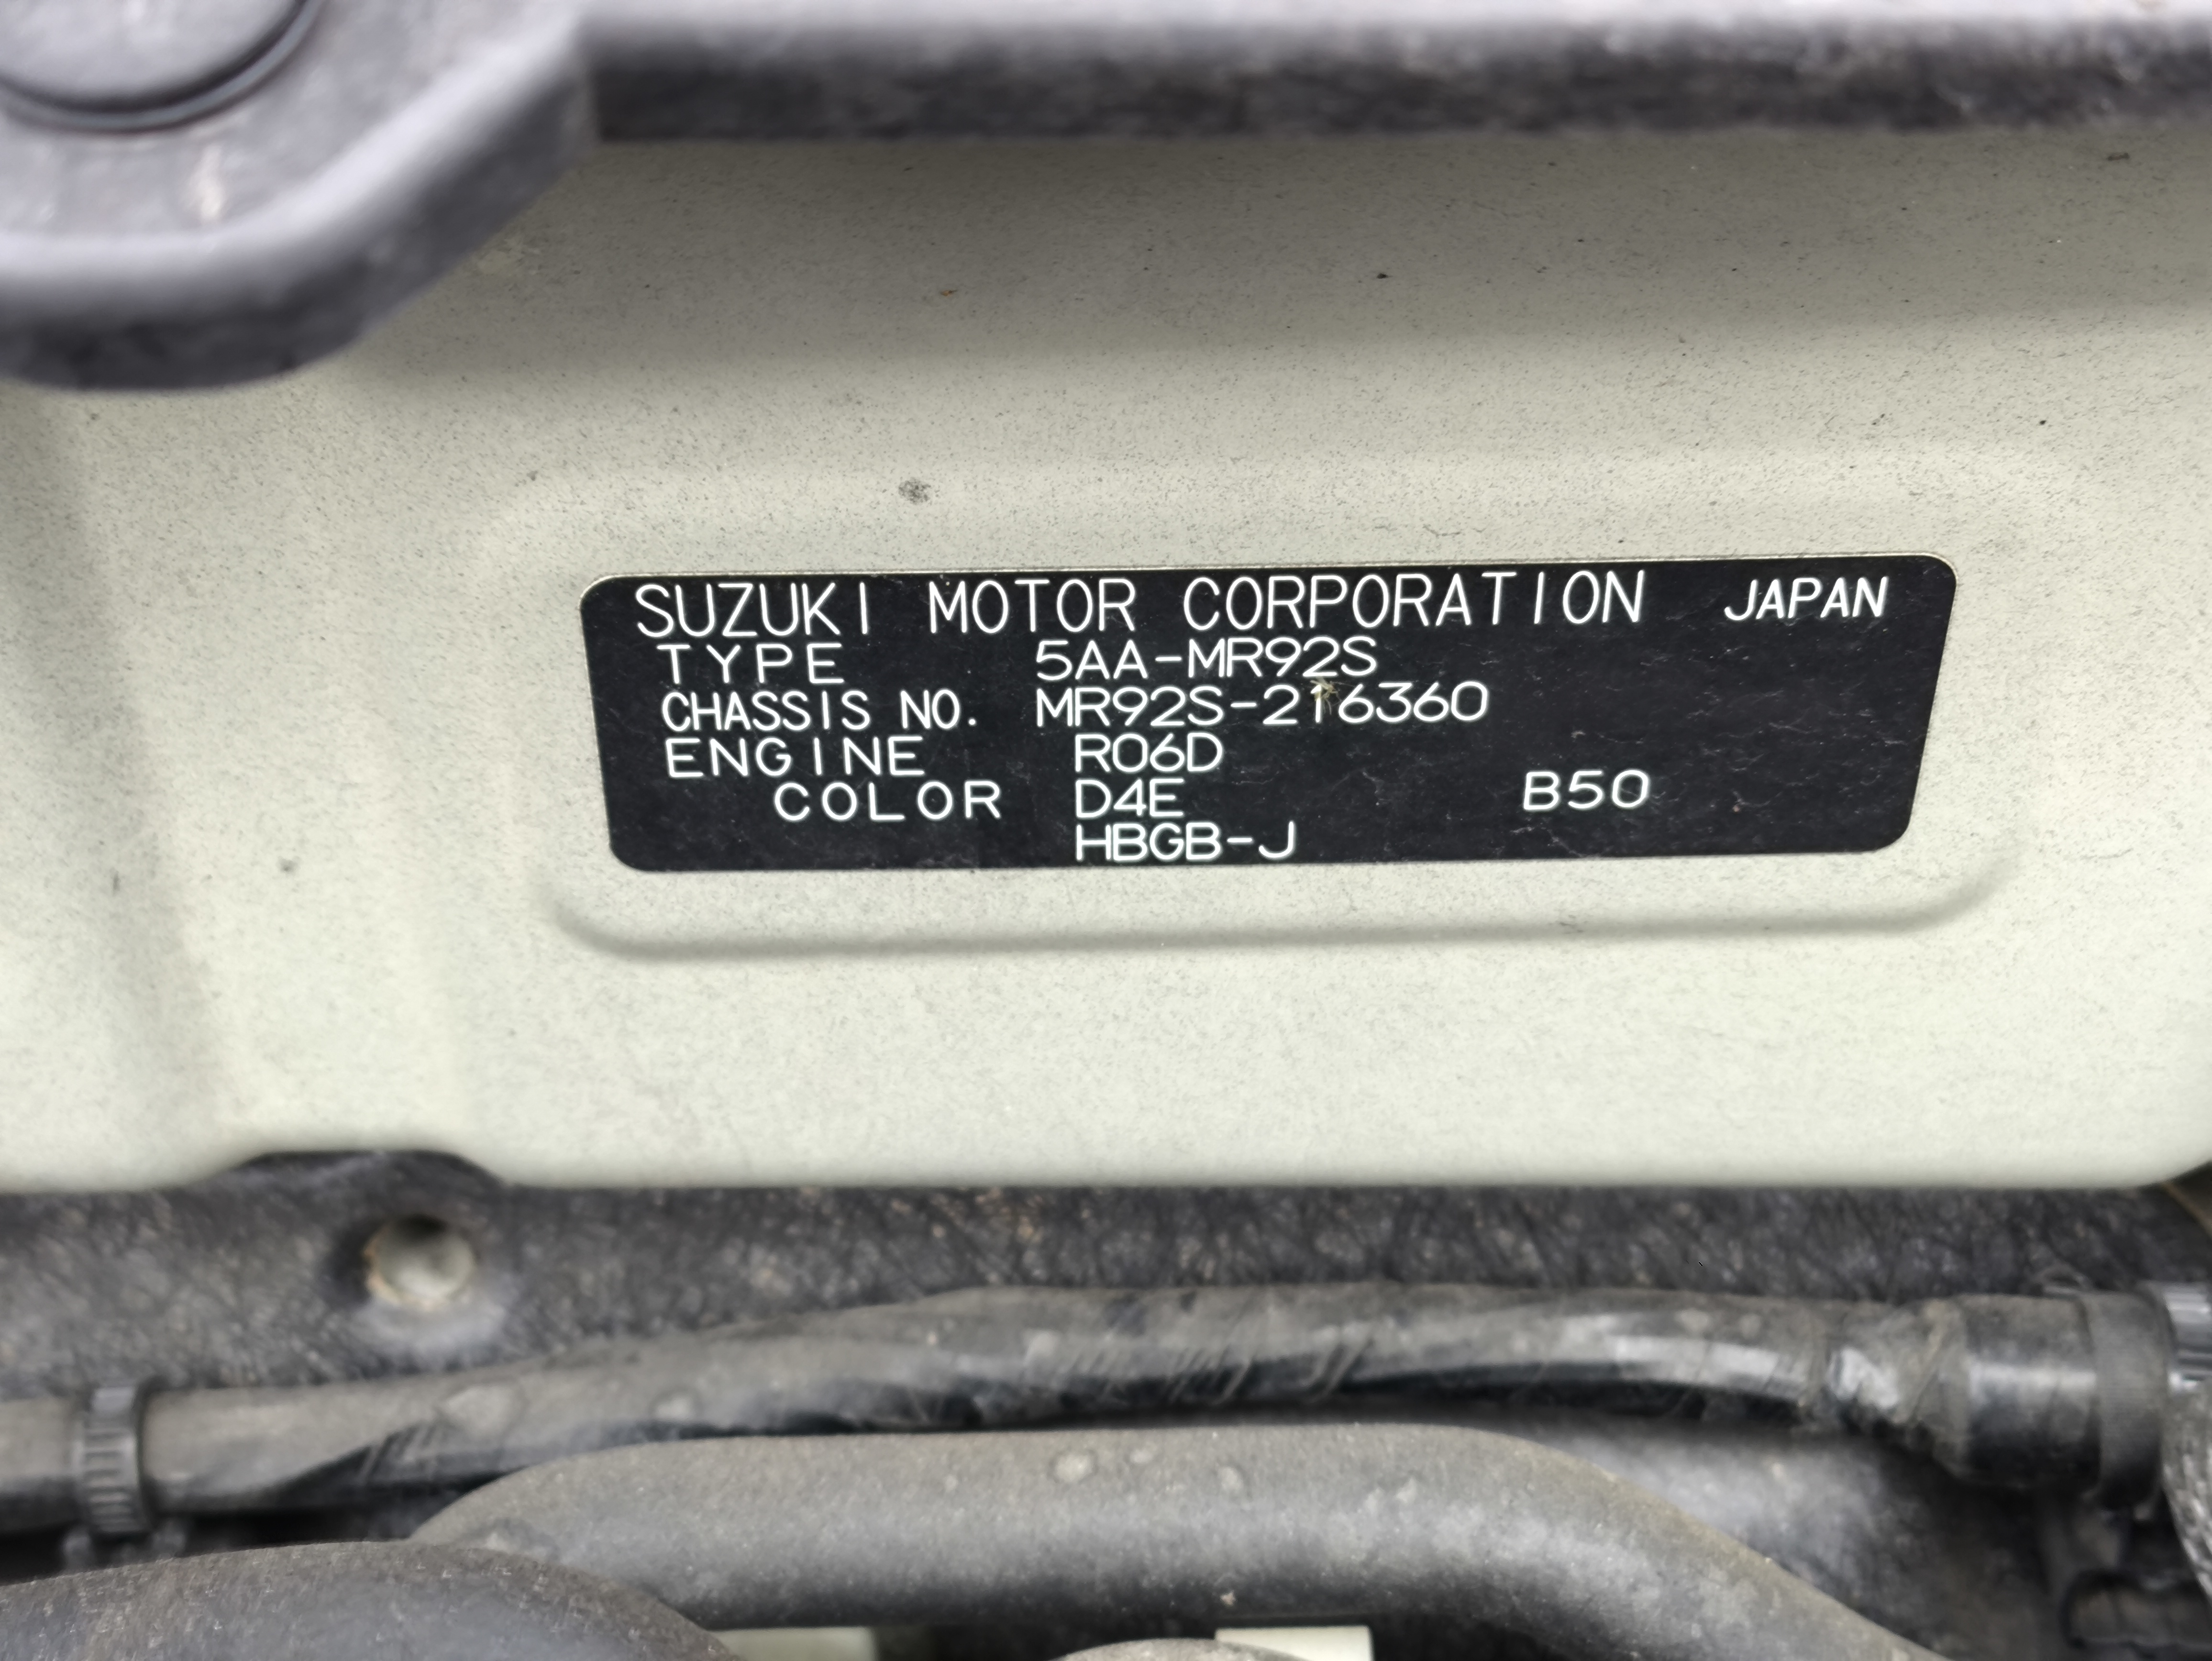 SUZUKI MOTOR CORPORATION JAPAN
TYPE 5AA-MR92S
CHASSIS NO. MR92S-216360
ENGINE R06D
COLOR D4E B50
HBGB-J